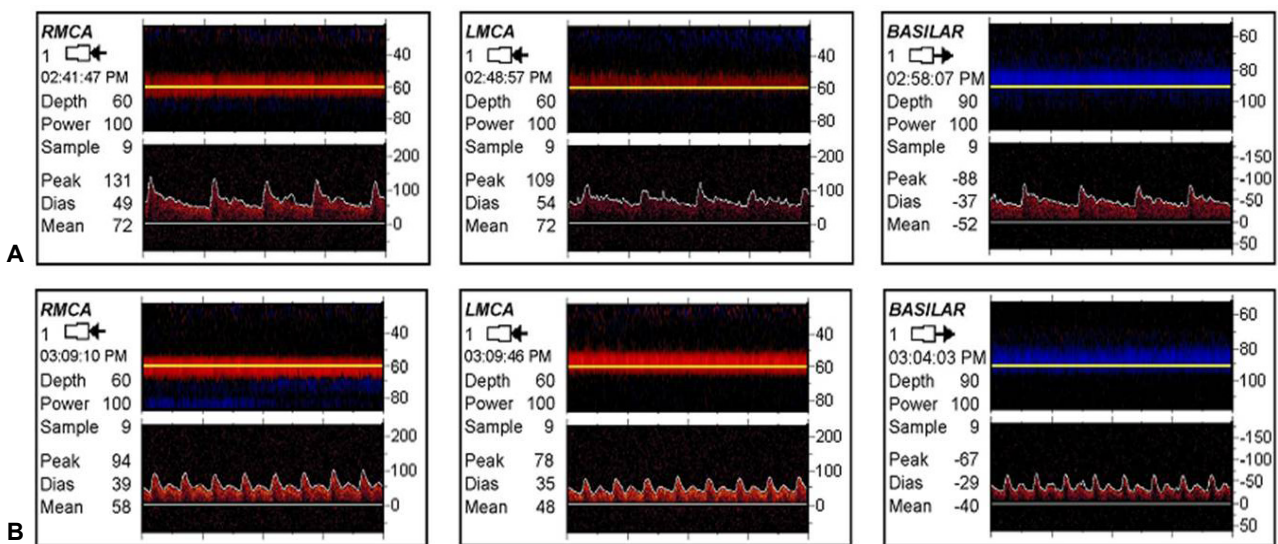 RMCA
1
02:41:47 PM
Depth 60
Power 100
Sample 9
Peak 131
Dias 49
Mean 72
40
60
80
200
100
0
LMCA
1
02:48:57 PM
Depth 60
Power 100
Sample 9
Peak 109
Dias 54
Mean 72
40
60
80
200
100
0
BASILAR
1
02:58:07 PM
Depth 90
Power 100
Sample 9
Peak -88
Dias -37
Mean -52
60
80
100
-150
-100
-50
0
50
A
RMCA
1
03:09:10 PM
Depth 60
Power 100
Sample 9
Peak 94
Dias 39
Mean 58
40
60
80
200
100
0
LMCA
1
03:09:46 PM
Depth 60
Power 100
Sample 9
Peak 78
Dias 35
Mean 48
40
60
80
200
100
0
BASILAR
1
03:04:03 PM
Depth 90
Power 100
Sample 9
Peak -67
Dias -29
Mean -40
60
80
100
-150
-100
-50
0
50
B